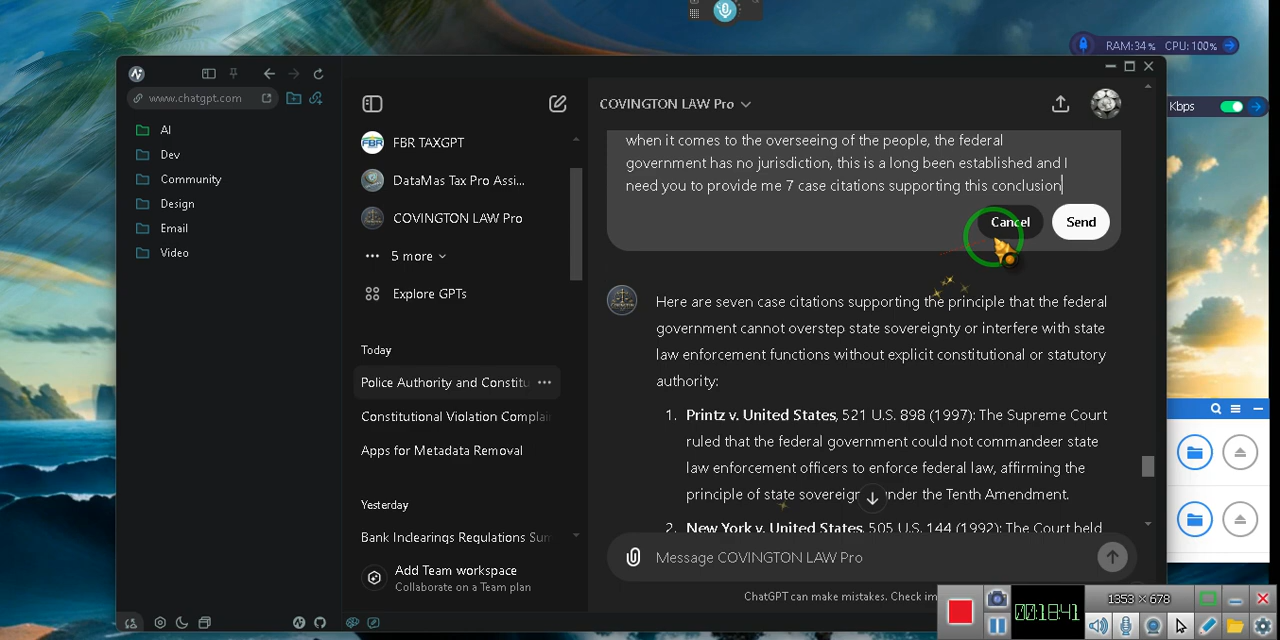 RAM:34% CPU:100%
www.chatgpt.com
COVINGTON LAW Pro
Kbps
AI
Dev
Community
Design
Email
Video
FBR TAXGPT
DataMas Tax Pro Assi...
COVINGTON LAW Pro
5 more
Explore GPTs
Today
Police Authority and Constitu
Constitutional Violation Complain
Apps for Metadata Removal
Yesterday
Bank Inclearings Regulations Sum
Add Team workspace
Collaborate on a Team plan
when it comes to the overseeing of the people, the federal
government has no jurisdiction, this is a long been established and I
need you to provide me 7 case citations supporting this conclusion
Cancel
Send
Here are seven case citations supporting the principle that the federal
government cannot overstep state sovereignty or interfere with state
law enforcement functions without explicit constitutional or statutory
authority:
1. Printz v. United States, 521 U.S. 898 (1997): The Supreme Court
ruled that the federal government could not commandeer state
law enforcement officers to enforce federal law, affirming the
principle of state sovereign under the Tenth Amendment.
2. New York v. United States, 505 U.S. 144 (1992): The Court held
Message COVINGTON LAW Pro
ChatGPT can make mistakes. Check im
1353 × 678
00:18:41